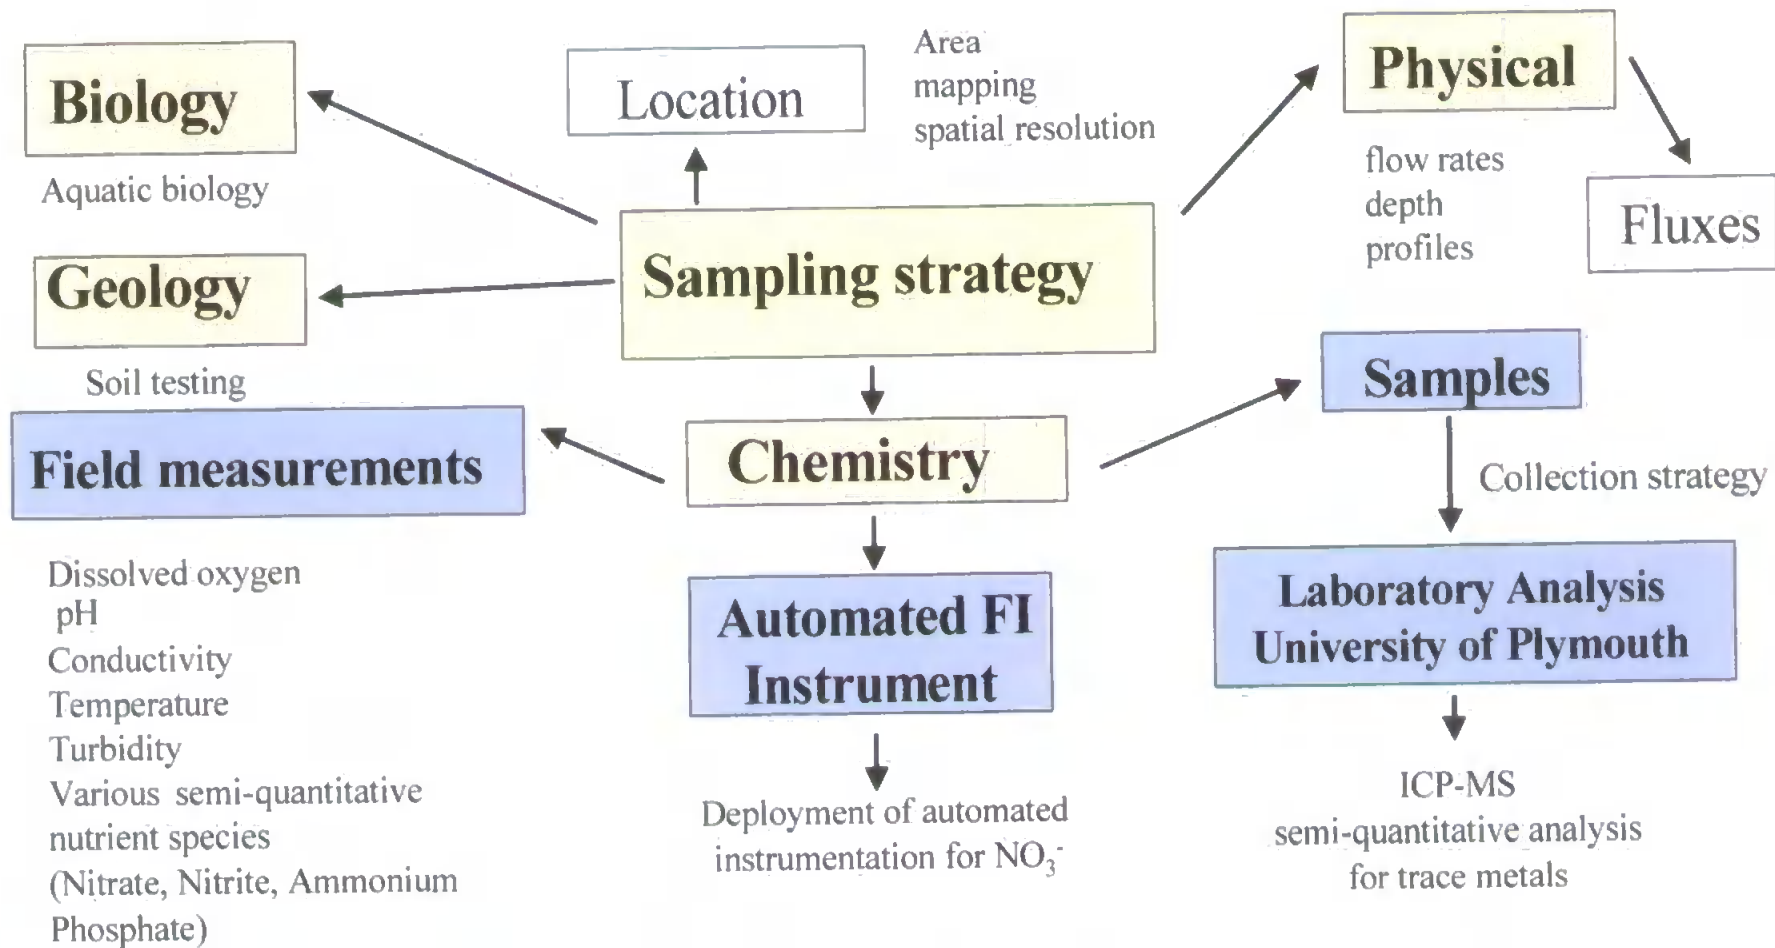 Biology
Aquatic biology
Location
Area
mapping
spatial resolution
Physical
flow rates
depth
profiles
Fluxes
Geology
Soil testing
Sampling strategy
Samples
Collection strategy
Field measurements
Chemistry
Dissolved oxygen
pH
Conductivity
Temperature
Turbidity
Various semi-quantitative
nutrient species
(Nitrate, Nitrite, Ammonium
Phosphate)
Automated FI
Instrument
Deployment of automated
instrumentation for NO₃⁻
Laboratory Analysis
University of Plymouth
ICP-MS
semi-quantitative analysis
for trace metals